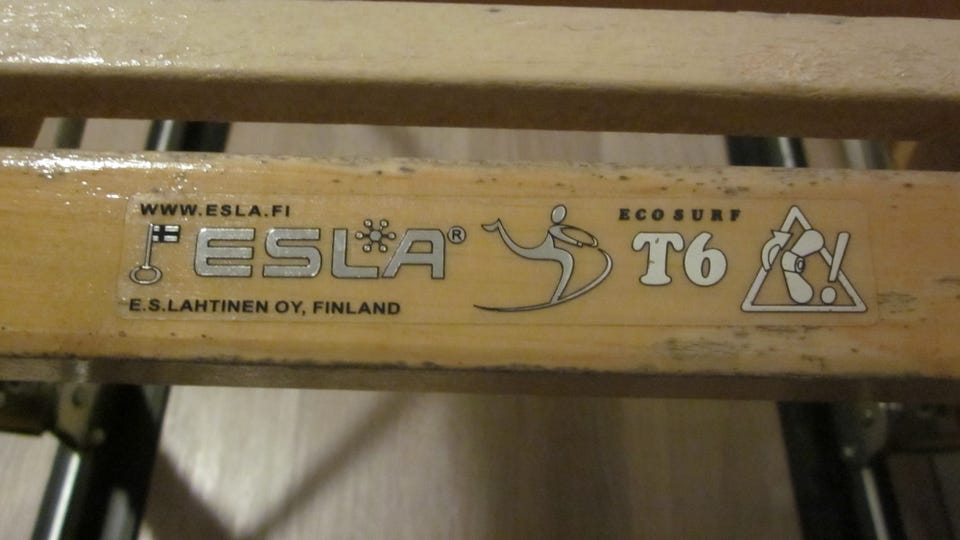 WWW.ESLA.FI
ESLA®
E.S.LAHTINEN OY, FINLAND
ECO SURF
T6